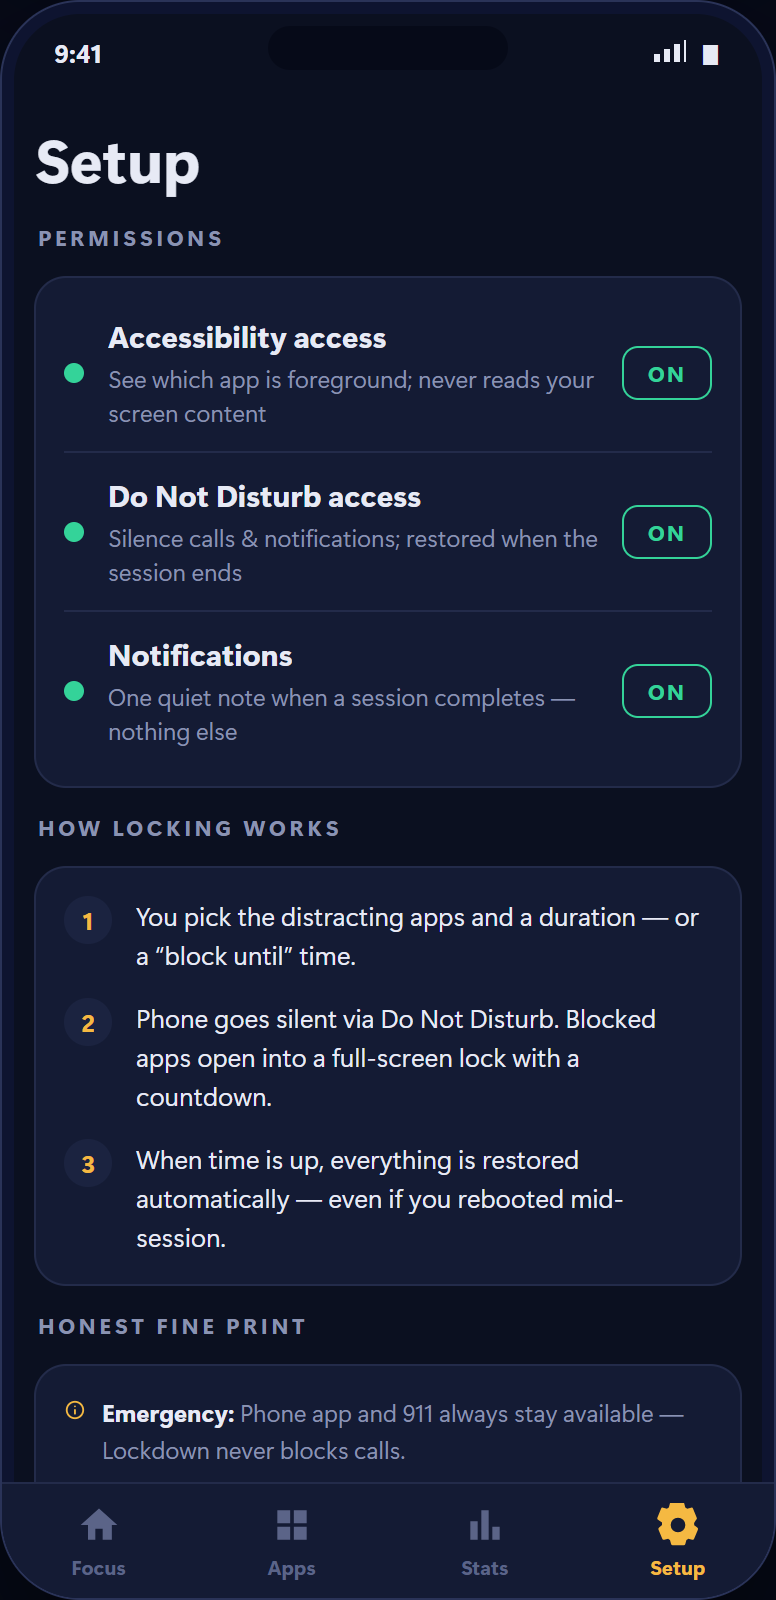 9:41
Setup
PERMISSIONS
Accessibility access
See which app is foreground; never reads your
screen content
ON
Do Not Disturb access
Silence calls & notifications; restored when the
session ends
ON
Notifications
One quiet note when a session completes —
nothing else
ON
HOW LOCKING WORKS
1
You pick the distracting apps and a duration — or
a “block until” time.
2
Phone goes silent via Do Not Disturb. Blocked
apps open into a full-screen lock with a
countdown.
3
When time is up, everything is restored
automatically — even if you rebooted mid-
session.
HONEST FINE PRINT
Emergency: Phone app and 911 always stay available —
Lockdown never blocks calls.
Focus
Apps
Stats
Setup